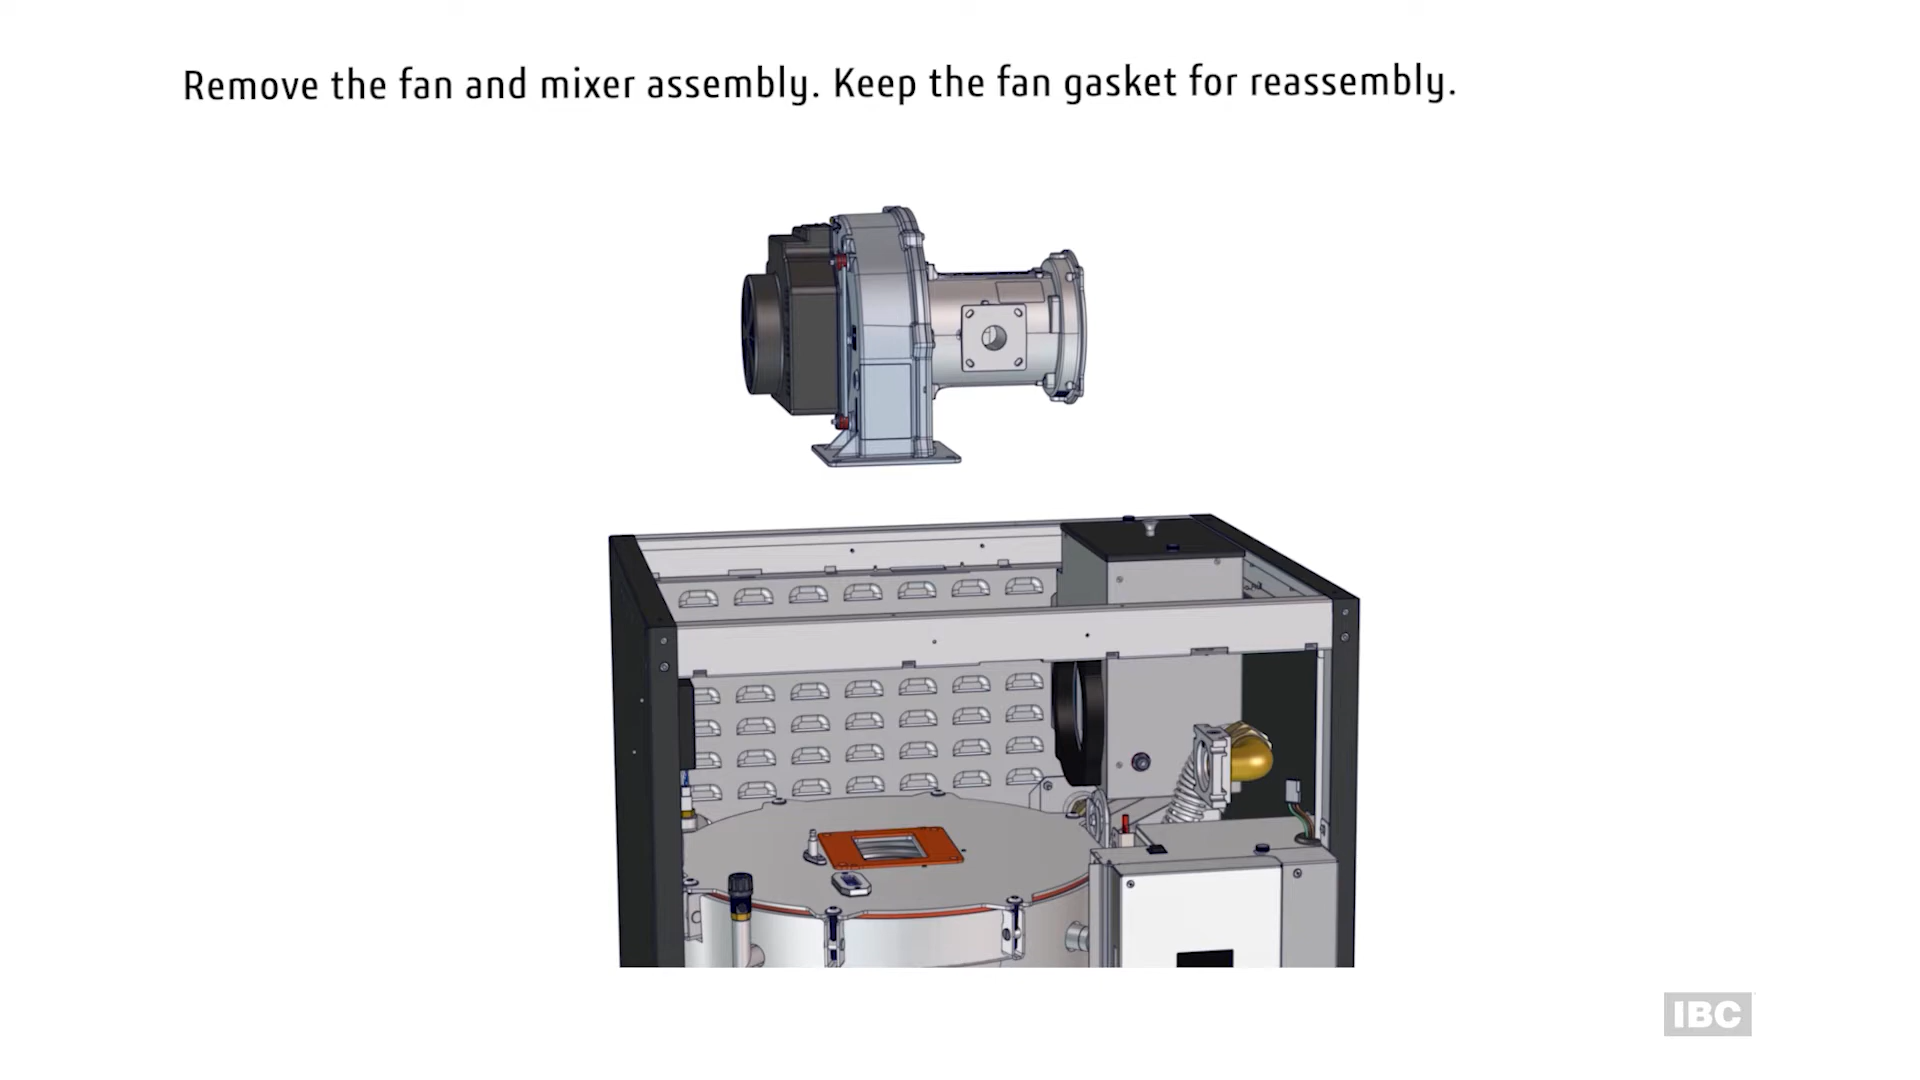 Remove the fan and mixer assembly. Keep the fan gasket for reassembly.
IBC